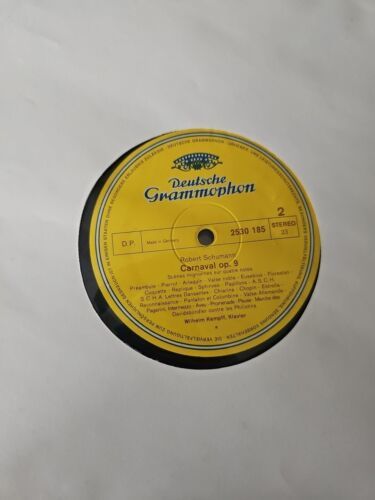 Deutsche
Grammophon
2
D.P.
Made in Germany
2530 185
STEREO
33
Robert Schumann
Carnaval op. 9
Scènes mignonnes sur quatre notes
Préambule · Pierrot · Arlequin · Valse noble · Eusebius · Florestan ·
Coquette · Replique · Sphinxes · Papillons · A. S. C. H. ·
S. C. H. A. Lettres Dansantes · Chiarina · Chopin · Estrella ·
Reconnaissance · Pantalon et Colombine · Valse Allemande ·
Paganini, Intermezzo · Aveu · Promenade · Pause · Marche des
Davidsbündler contre les Philistins
Wilhelm Kempff, Klavier